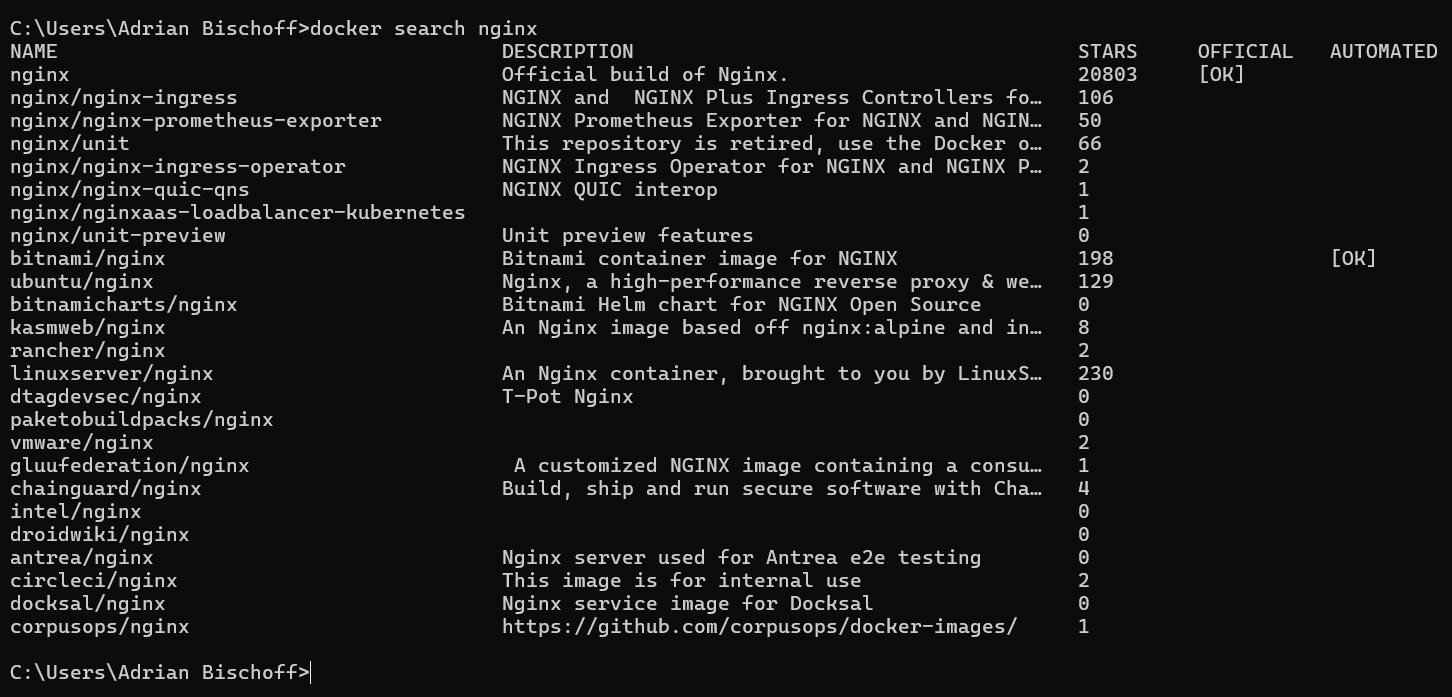 C:\Users\Adrian Bischoff>docker search nginx
NAME DESCRIPTION STARS OFFICIAL AUTOMATED
nginx Official build of Nginx. 20803 [OK]
nginx/nginx-ingress NGINX and  NGINX Plus Ingress Controllers fo… 106
nginx/nginx-prometheus-exporter NGINX Prometheus Exporter for NGINX and NGIN… 50
nginx/unit This repository is retired, use the Docker o… 66
nginx/nginx-ingress-operator NGINX Ingress Operator for NGINX and NGINX P… 2
nginx/nginx-quic-qns NGINX QUIC interop 1
nginx/nginxaas-loadbalancer-kubernetes 1
nginx/unit-preview Unit preview features 0
bitnami/nginx Bitnami container image for NGINX 198 [OK]
ubuntu/nginx Nginx, a high-performance reverse proxy & we… 129
bitnamicharts/nginx Bitnami Helm chart for NGINX Open Source 0
kasmweb/nginx An Nginx image based off nginx:alpine and in… 8
rancher/nginx 2
linuxserver/nginx An Nginx container, brought to you by LinuxS… 230
dtagdevsec/nginx T-Pot Nginx 0
paketobuildpacks/nginx 0
vmware/nginx 2
gluufederation/nginx A customized NGINX image containing a consu… 1
chainguard/nginx Build, ship and run secure software with Cha… 4
intel/nginx 0
droidwiki/nginx 0
antrea/nginx Nginx server used for Antrea e2e testing 0
circleci/nginx This image is for internal use 2
docksal/nginx Nginx service image for Docksal 0
corpusops/nginx https://github.com/corpusops/docker-images/ 1
C:\Users\Adrian Bischoff>